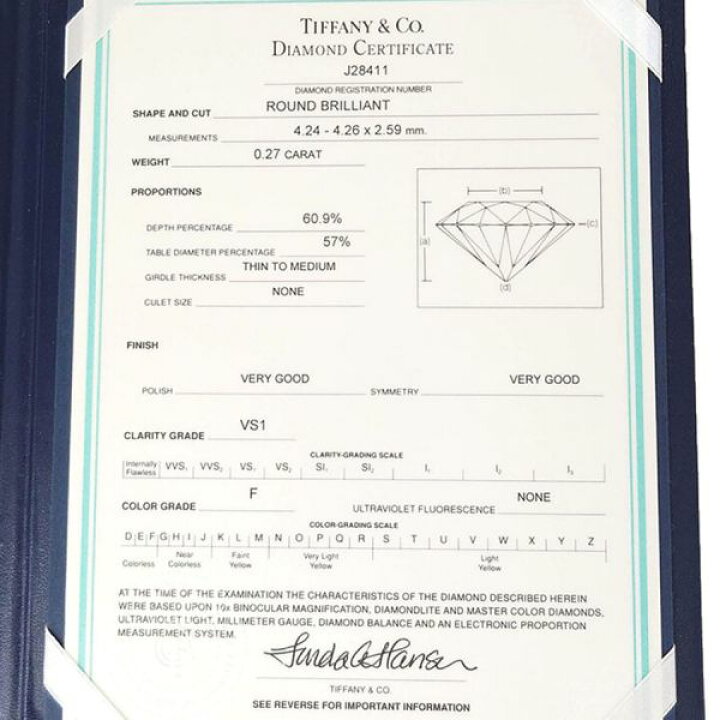 TIFFANY & CO.
DIAMOND CERTIFICATE
J28411
DIAMOND REGISTRATION NUMBER
SHAPE AND CUT ROUND BRILLIANT
MEASUREMENTS 4.24 - 4.26 x 2.59 mm.
WEIGHT 0.27 CARAT
PROPORTIONS
DEPTH PERCENTAGE 60.9%
TABLE DIAMETER PERCENTAGE 57%
GIRDLE THICKNESS THIN TO MEDIUM
CULET SIZE NONE
(b)
(a)
(c)
(d)
FINISH
POLISH VERY GOOD SYMMETRY VERY GOOD
CLARITY GRADE VS1
CLARITY-GRADING SCALE
Internally Flawless VVS₁ VVS₂ VS₁ VS₂ SI₁ SI₂ I₁ I₂ I₃
COLOR GRADE F ULTRAVIOLET FLUORESCENCE NONE
COLOR-GRADING SCALE
D E F G H I J K L M N O P Q R S T U V W X Y Z
Colorless Near Colorless Faint Yellow Very Light Yellow Light Yellow
AT THE TIME OF THE EXAMINATION THE CHARACTERISTICS OF THE DIAMOND DESCRIBED HEREIN
WERE BASED UPON 10x BINOCULAR MAGNIFICATION, DIAMONDLITE AND MASTER COLOR DIAMONDS,
ULTRAVIOLET LIGHT, MILLIMETER GAUGE, DIAMOND BALANCE AND AN ELECTRONIC PROPORTION
MEASUREMENT SYSTEM.
TIFFANY & CO.
SEE REVERSE FOR IMPORTANT INFORMATION